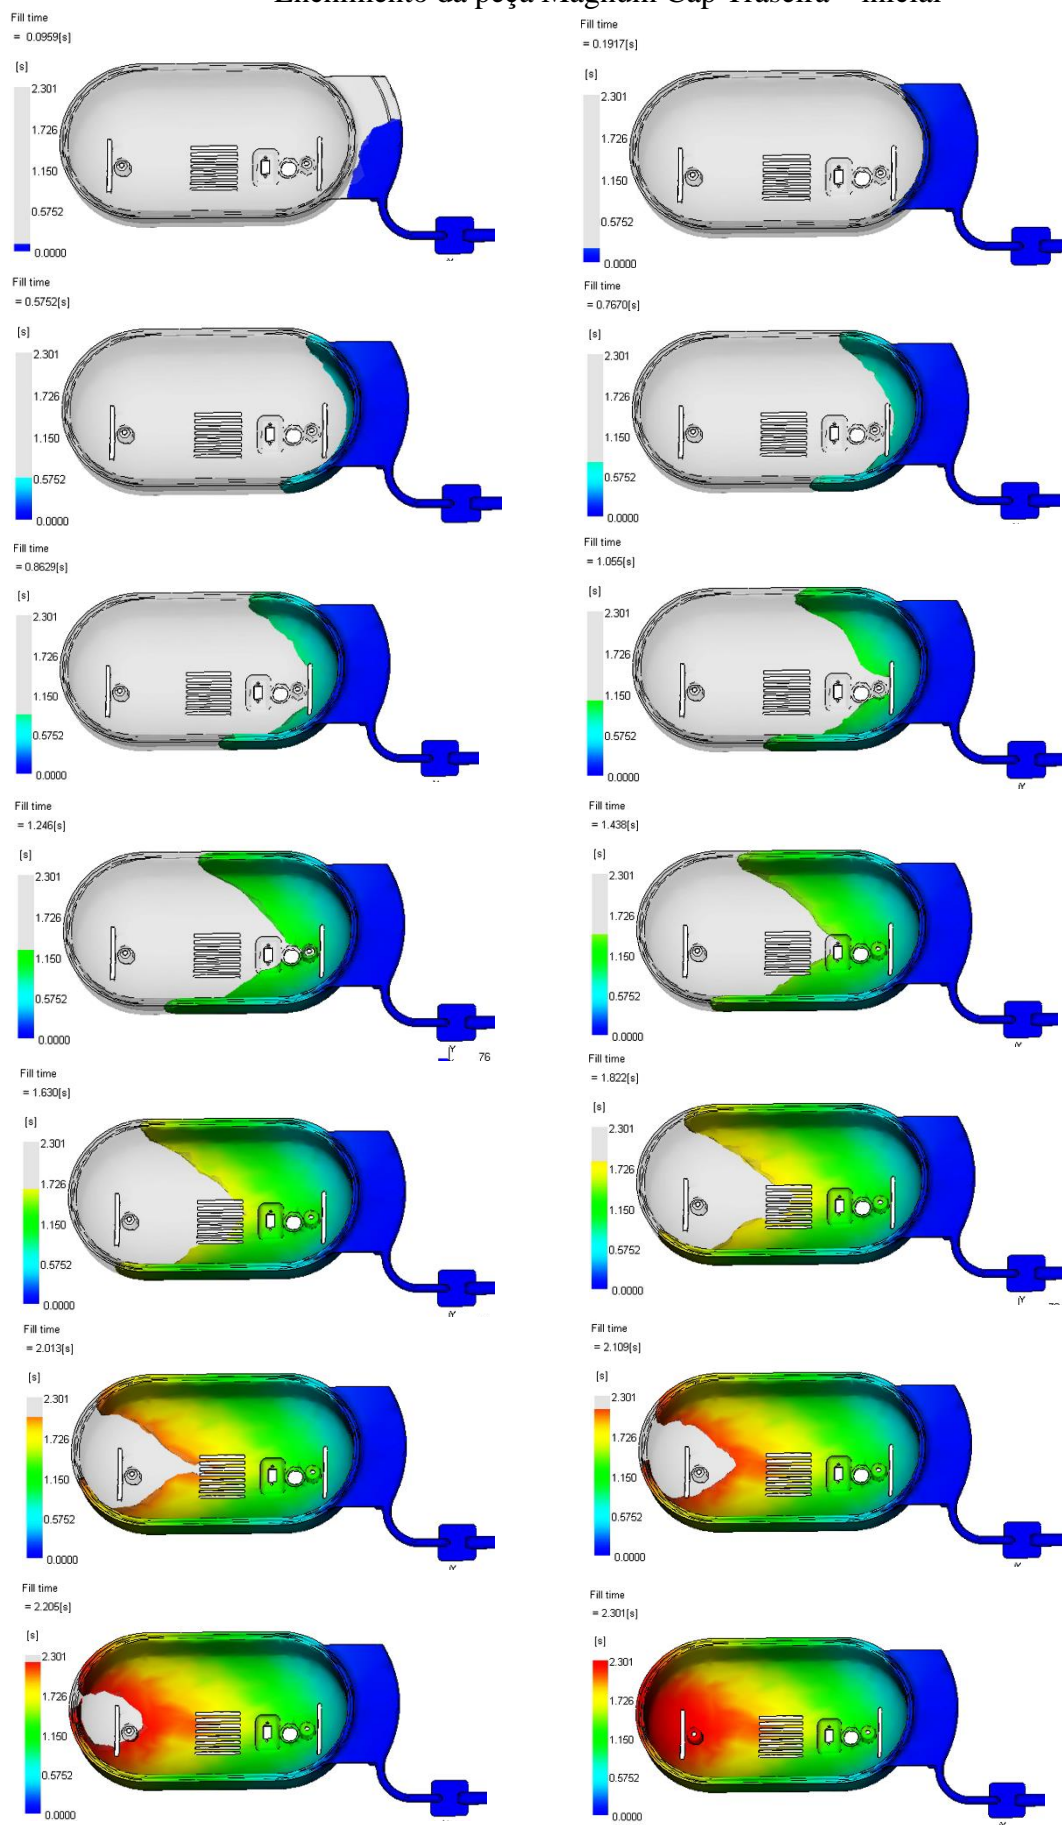 Enchimento da peça Magnum Cap Traseira – inicial
Fill time
= 0.0959[s]
[s]
2.301
1.726
1.150
0.5752
0.0000
Fill time
= 0.1917[s]
[s]
2.301
1.726
1.150
0.5752
0.0000
Fill time
= 0.5752[s]
[s]
2.301
1.726
1.150
0.5752
0.0000
Fill time
= 0.7670[s]
[s]
2.301
1.726
1.150
0.5752
0.0000
Fill time
= 0.8629[s]
[s]
2.301
1.726
1.150
0.5752
0.0000
Fill time
= 1.055[s]
[s]
2.301
1.726
1.150
0.5752
0.0000
Fill time
= 1.246[s]
[s]
2.301
1.726
1.150
0.5752
0.0000
76
Fill time
= 1.438[s]
[s]
2.301
1.726
1.150
0.5752
0.0000
Fill time
= 1.630[s]
[s]
2.301
1.726
1.150
0.5752
0.0000
Fill time
= 1.822[s]
[s]
2.301
1.726
1.150
0.5752
0.0000
Fill time
= 2.013[s]
[s]
2.301
1.726
1.150
0.5752
0.0000
Fill time
= 2.109[s]
[s]
2.301
1.726
1.150
0.5752
0.0000
Fill time
= 2.205[s]
[s]
2.301
1.726
1.150
0.5752
0.0000
Fill time
= 2.301[s]
[s]
2.301
1.726
1.150
0.5752
0.0000